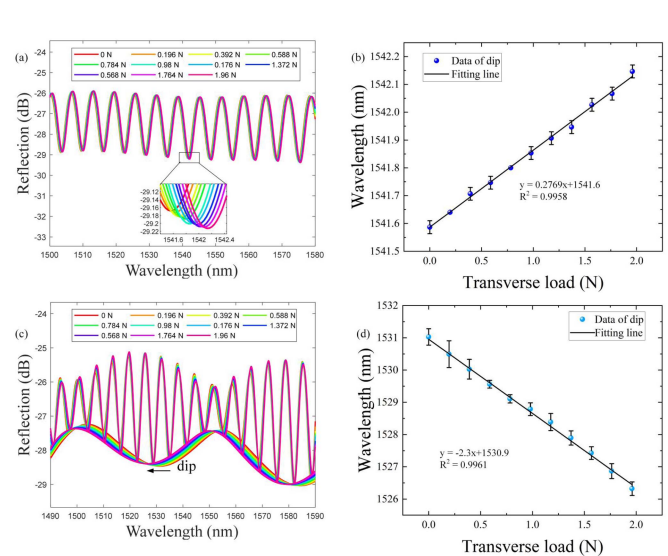 (a)
0 N 0.196 N 0.392 N 0.588 N
0.784 N 0.98 N 0.176 N 1.372 N
0.568 N 1.764 N 1.96 N
Reflection (dB)
-24
-25
-26
-27
-28
-29
-30
-31
-32
-33
-29.12
-29.14
-29.16
-29.18
-29.2
-29.22
1541.6 1542 1542.4
1500 1510 1520 1530 1540 1550 1560 1570 1580
Wavelength (nm)
(b)
Data of dip
Fitting line
Wavelength (nm)
1542.2
1542.1
1542.0
1541.9
1541.8
1541.7
1541.6
1541.5
y = 0.2769x+1541.6
R² = 0.9958
0.0 0.5 1.0 1.5 2.0
Transverse load (N)
(c)
0 N 0.196 N 0.392 N 0.588 N
0.784 N 0.98 N 0.176 N 1.372 N
0.568 N 1.764 N 1.96 N
Reflection (dB)
-24
-25
-26
-27
-28
-29
dip
1490 1500 1510 1520 1530 1540 1550 1560 1570 1580 1590
Wavelength (nm)
(d)
Data of dip
Fitting line
Wavelength (nm)
1532
1531
1530
1529
1528
1527
1526
y = -2.3x+1530.9
R² = 0.9961
0.0 0.5 1.0 1.5 2.0
Transverse load (N)